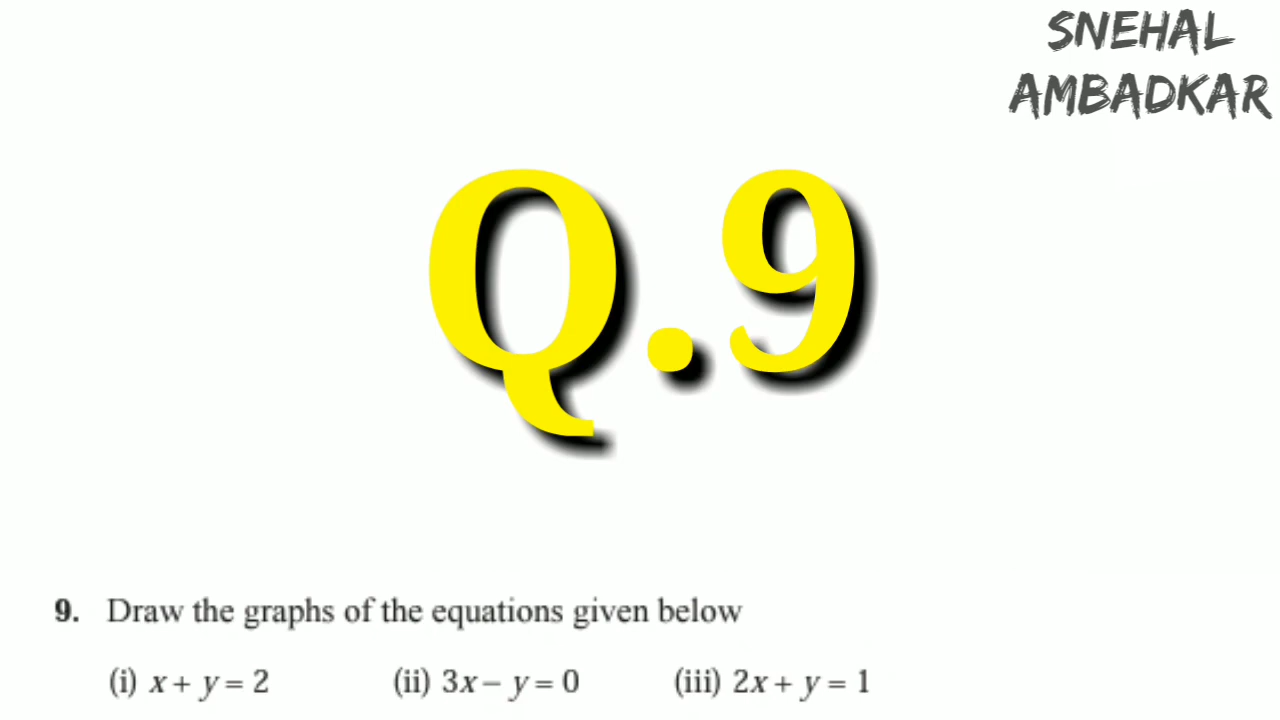 SNEHAL
AMBADKAR
Q.9
9. Draw the graphs of the equations given below
(i) x + y = 2 (ii) 3x – y = 0 (iii) 2x + y = 1